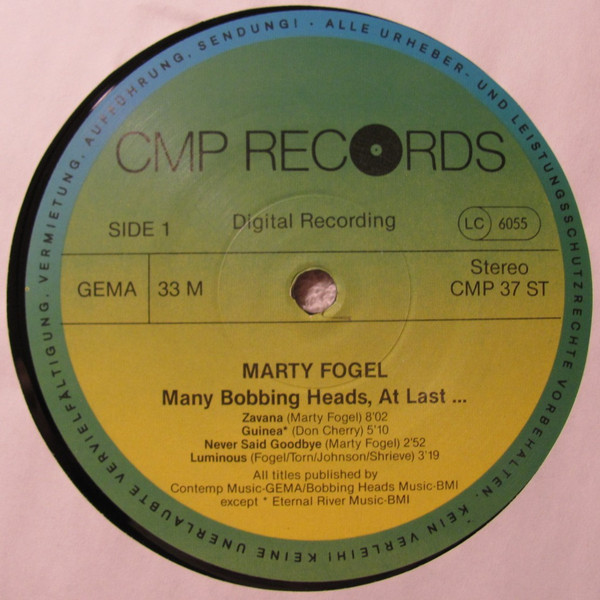 ALLE URHEBER- UND LEISTUNGSSCHUTZRECHTE VORBEHALTEN. KEIN VERLEIH! KEINE UNERLAUBTE VERVIELFÄLTIGUNG, VERMIETUNG, AUFFÜHRUNG, SENDUNG! -
CMP RECORDS
SIDE 1
Digital Recording
LC 6055
GEMA
33 M
Stereo
CMP 37 ST
MARTY FOGEL
Many Bobbing Heads, At Last ...
Zavana (Marty Fogel) 8'02
Guinea* (Don Cherry) 5'10
Never Said Goodbye (Marty Fogel) 2'52
Luminous (Fogel/Torn/Johnson/Shrieve) 3'19
All titles published by
Contemp Music-GEMA/Bobbing Heads Music-BMI
except * Eternal River Music-BMI